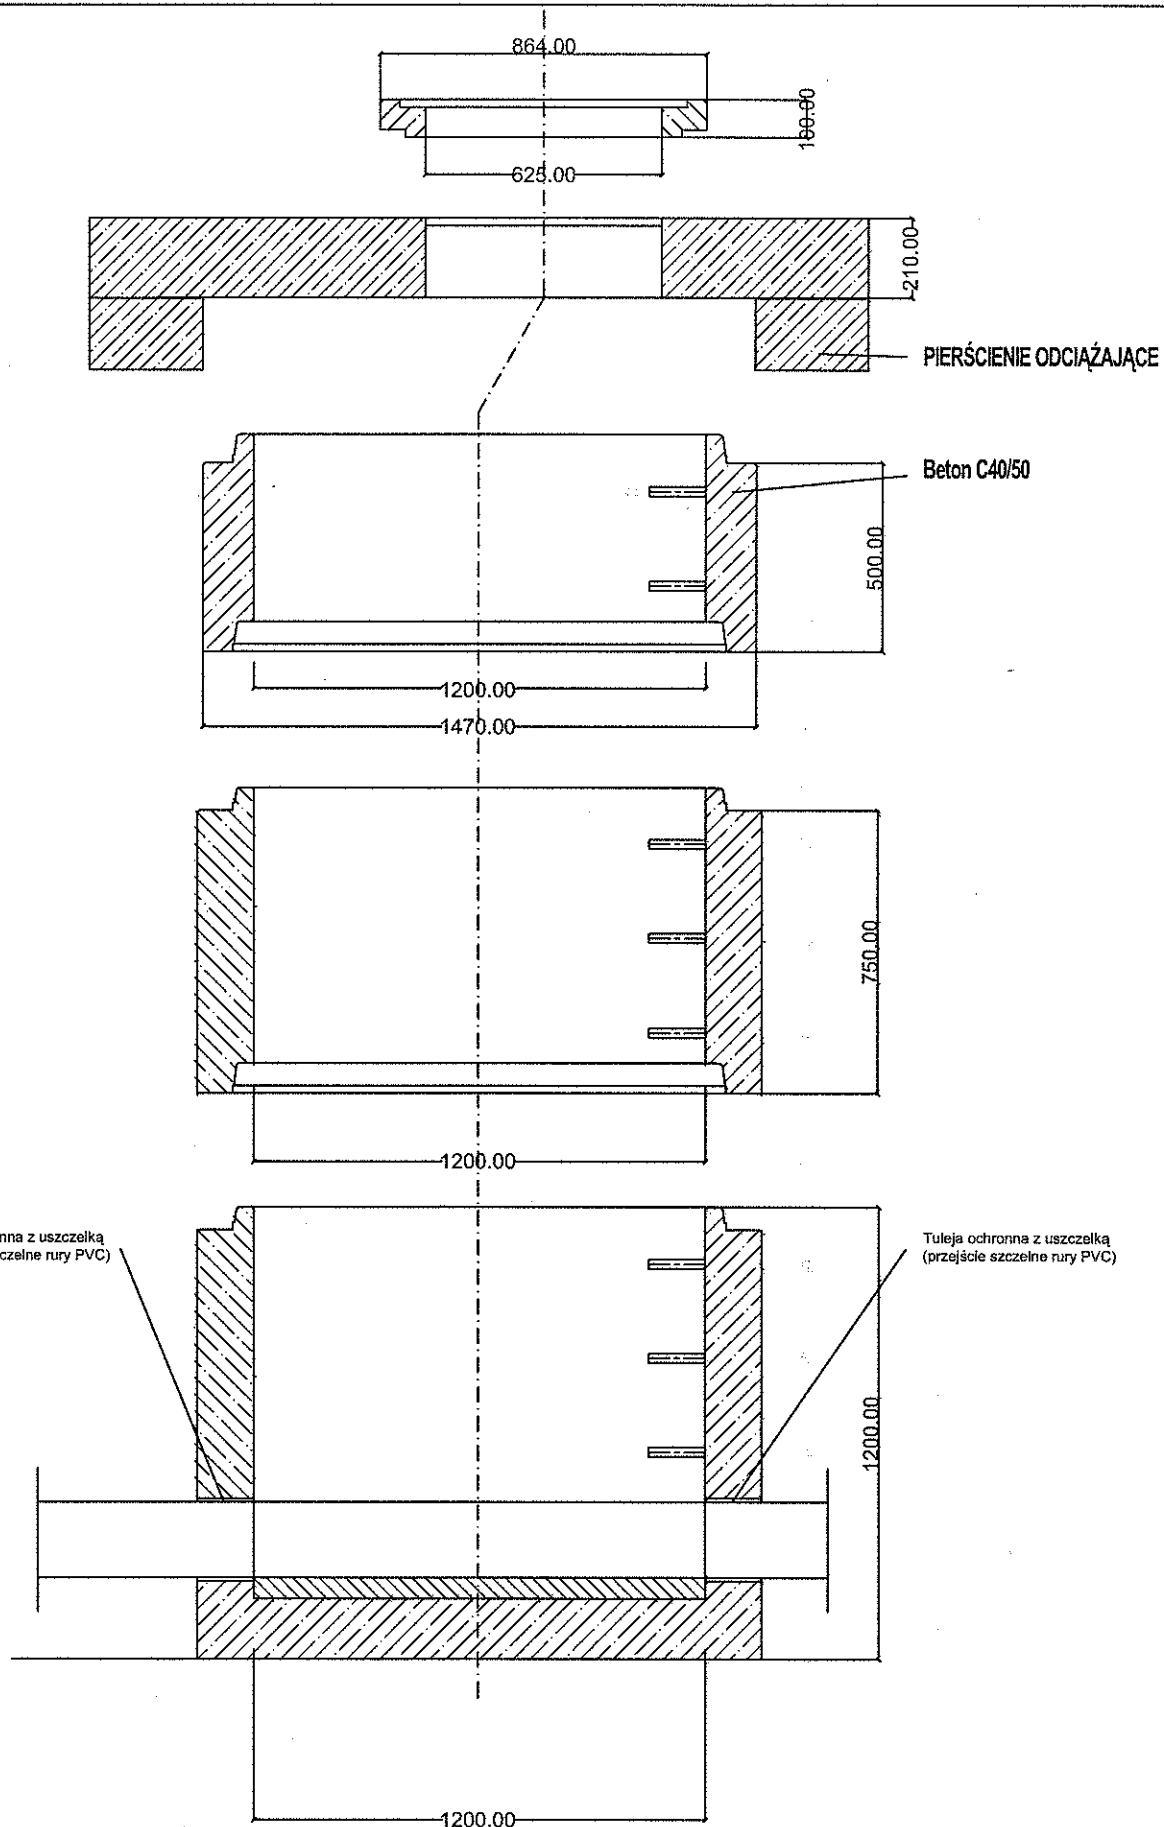 864.00
100.00
625.00
210.00
PIERŚCIENIE ODCIĄŻAJĄCE
Beton C40/50
500.00
1200.00
1470.00
750.00
1200.00
nna z uszczelką
czelne rury PVC)
Tuleja ochronna z uszczelką
(przejście szczelne rury PVC)
1200.00
1200.00